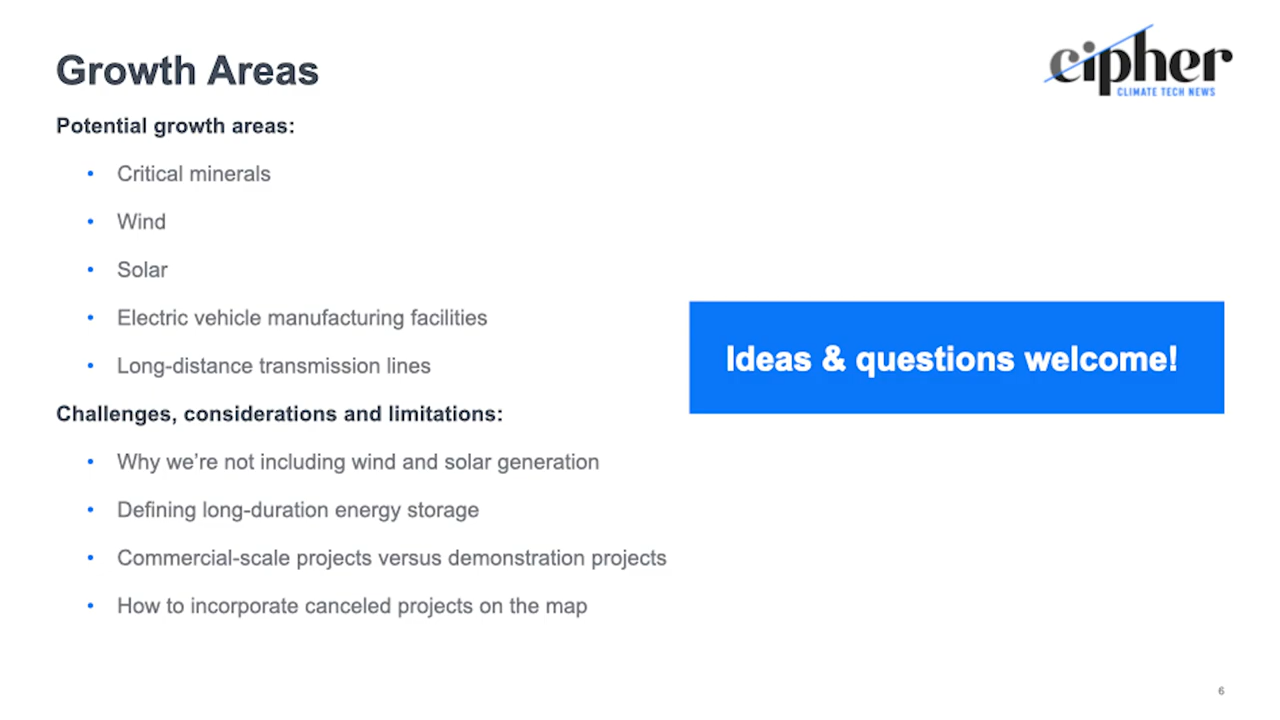 Growth Areas
cipher
CLIMATE TECH NEWS
Potential growth areas:
• Critical minerals
• Wind
• Solar
• Electric vehicle manufacturing facilities
• Long-distance transmission lines
Challenges, considerations and limitations:
• Why we’re not including wind and solar generation
• Defining long-duration energy storage
• Commercial-scale projects versus demonstration projects
• How to incorporate canceled projects on the map
Ideas & questions welcome!
6